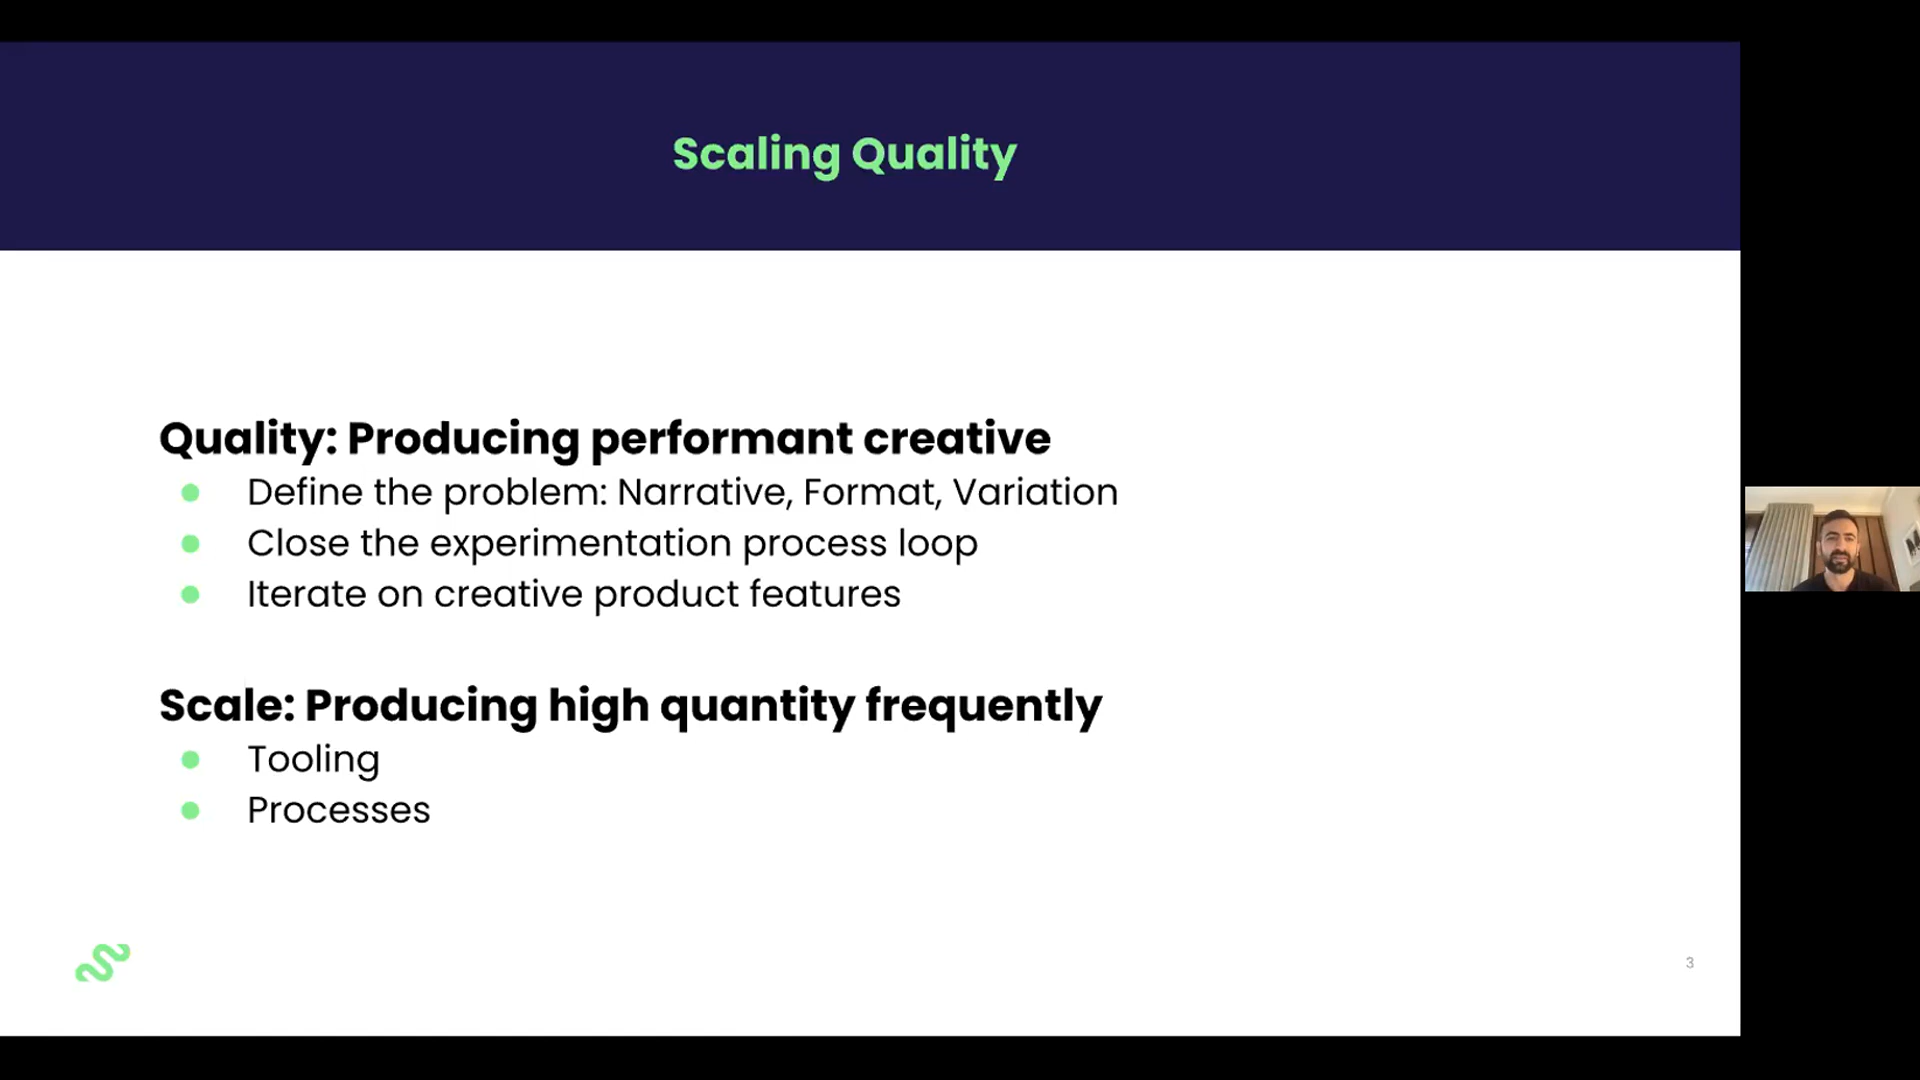 Scaling Quality
Quality: Producing performant creative
Define the problem: Narrative, Format, Variation
Close the experimentation process loop
Iterate on creative product features
Scale: Producing high quantity frequently
Tooling
Processes
3